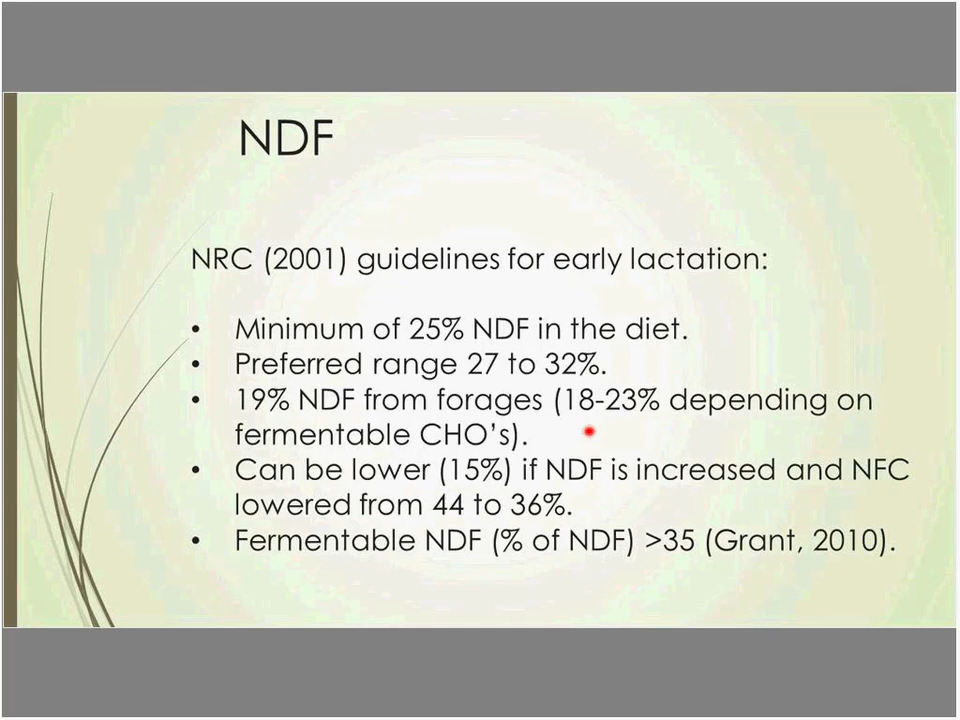 NDF
NRC (2001) guidelines for early lactation:
• Minimum of 25% NDF in the diet.
• Preferred range 27 to 32%.
• 19% NDF from forages (18-23% depending on
fermentable CHO’s).
• Can be lower (15%) if NDF is increased and NFC
lowered from 44 to 36%.
• Fermentable NDF (% of NDF) >35 (Grant, 2010).